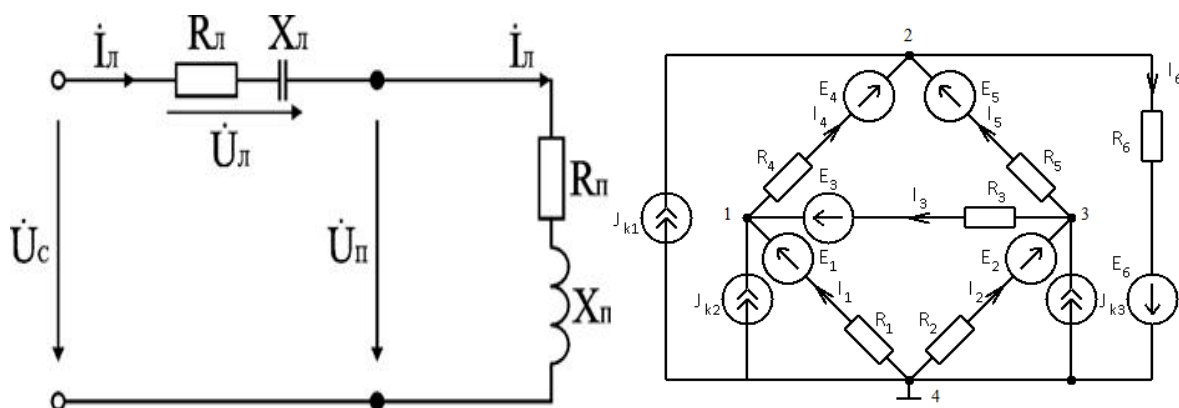 İл Rл Xл İл
U̇л
Rп
U̇с U̇п
Xп
2
E4 E5 I6
I4 I5
R6
R4 E3 R5
I3 R3
1 3
Jk1
E1 E2
Jk2 I1 I2 Jk3 E6
R1 R2
4